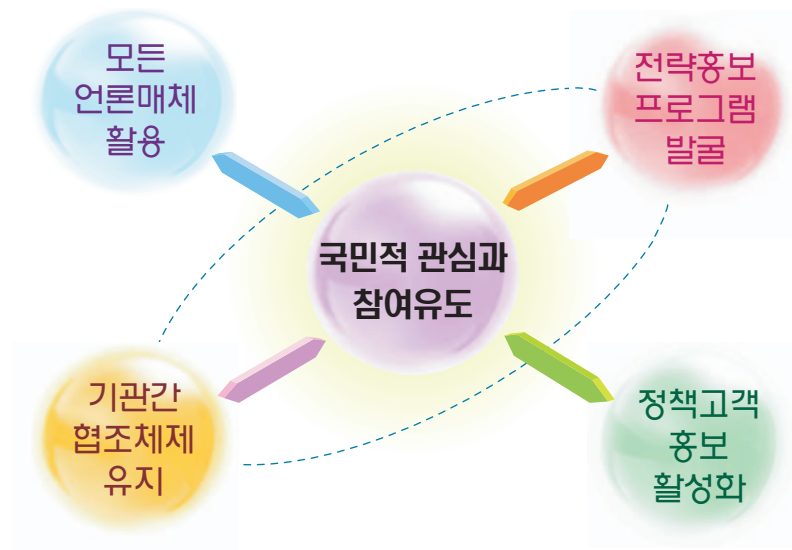 모든
언론매체
활용
전략홍보
프로그램
발굴
국민적 관심과
참여유도
기관간
협조체제
유지
정책고객
홍보
활성화